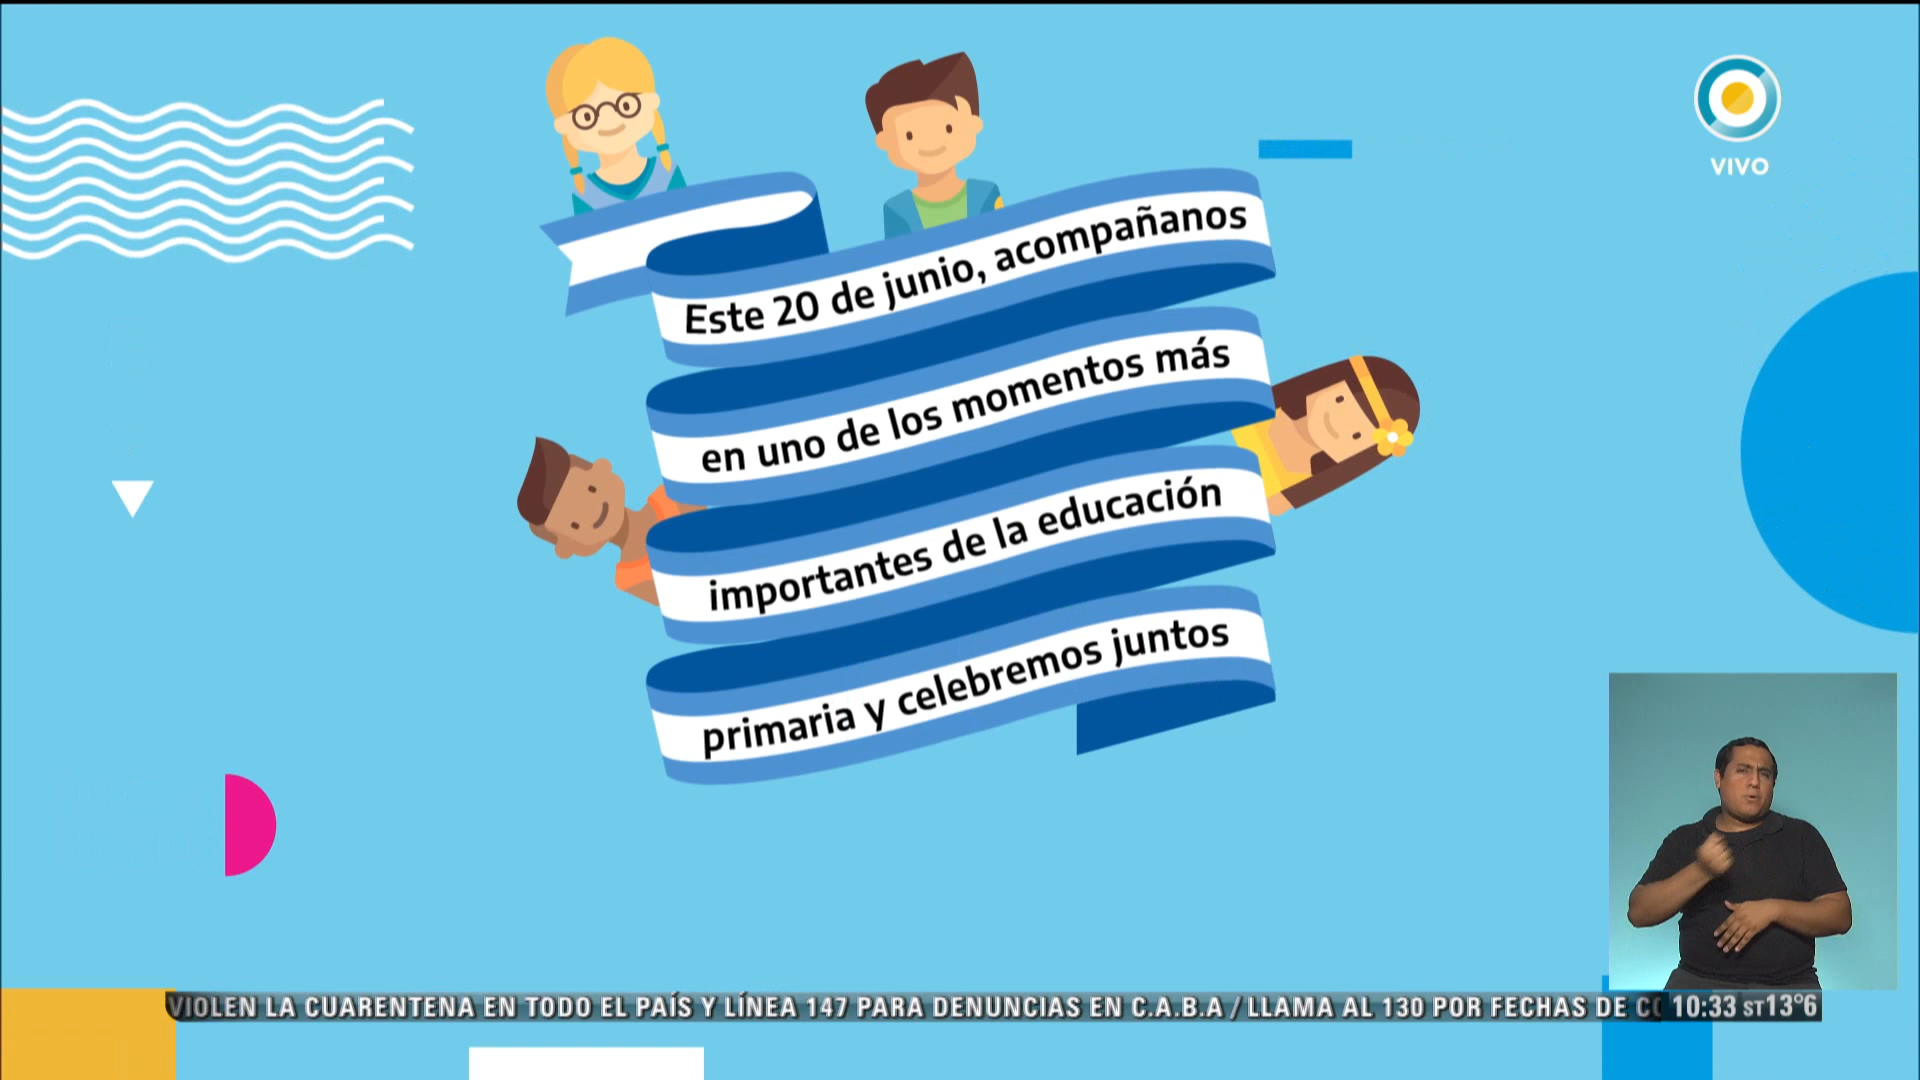 VIVO
Este 20 de junio, acompañanos
en uno de los momentos más
importantes de la educación
primaria y celebremos juntos
VIOLEN LA CUARENTENA EN TODO EL PAÍS Y LÍNEA 147 PARA DENUNCIAS EN C.A.B.A / LLAMA AL 130 POR FECHAS DE
10:33 ST 13°6